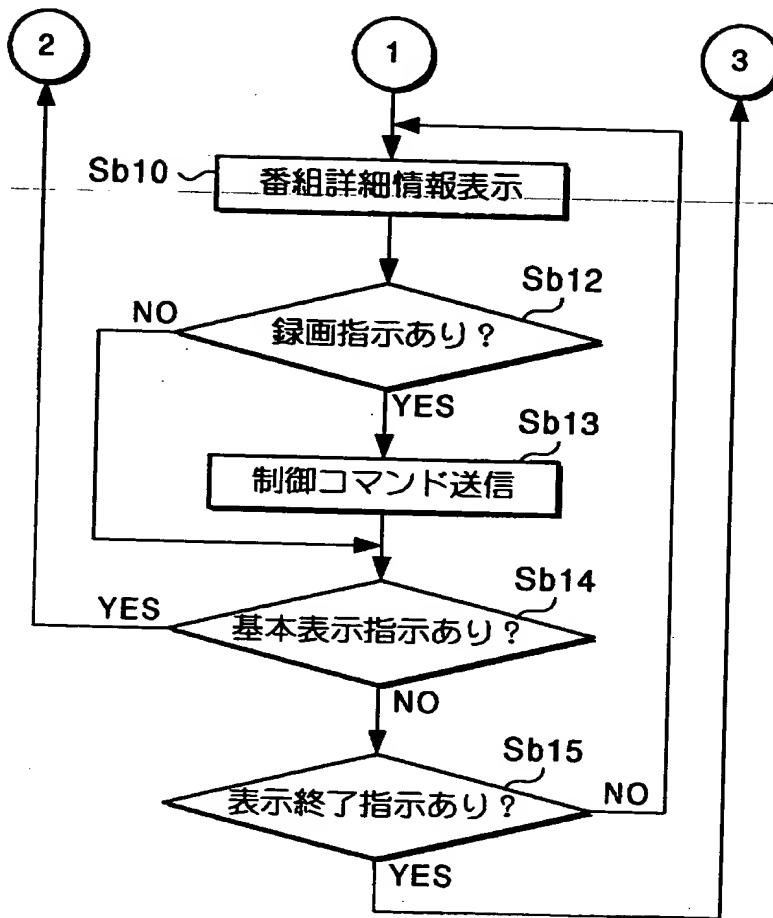 2
1
3
Sb10
番組詳細情報表示
Sb12
NO
録画指示あり？
YES
Sb13
制御コマンド送信
Sb14
YES
基本表示指示あり？
NO
Sb15
表示終了指示あり？
NO
YES